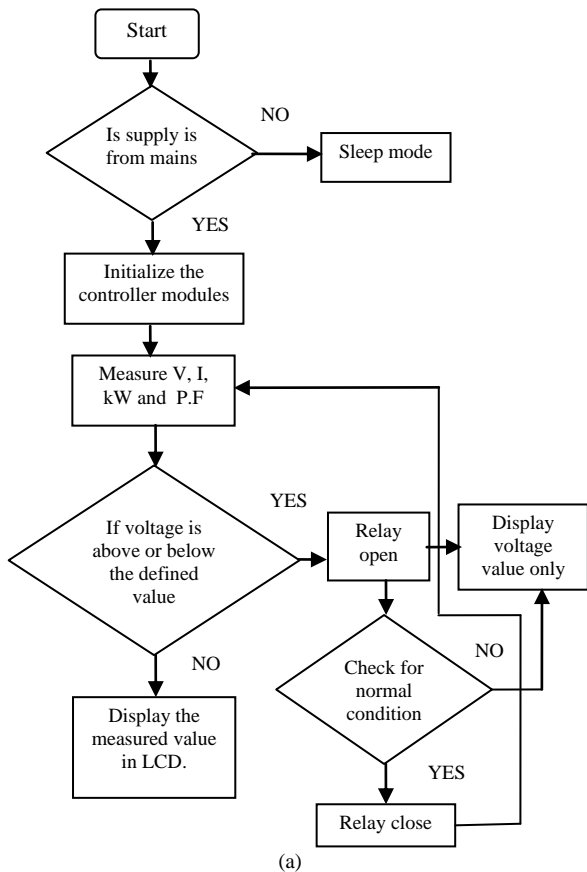 Start
Is supply is
from mains
NO
Sleep mode
YES
Initialize the
controller modules
Measure V, I,
kW and P.F
If voltage is
above or below
the defined
value
YES
Relay
open
Display
voltage
value only
NO
Display the
measured value
in LCD.
Check for
normal
condition
NO
YES
Relay close
(a)